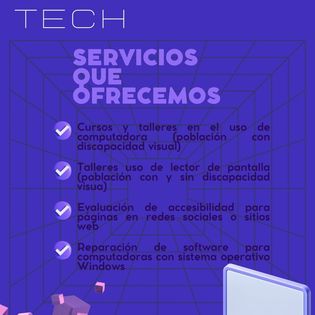 TECH
SERVICIOS
QUE
OFRECEMOS
Cursos y talleres en el uso de
computadora (población con
discapacidad visual)
Talleres uso de lector de pantalla
(población con y sin discapacidad
visua)
Evaluación de accesibilidad para
páginas en redes sociales o sitios
web
Reparación de software para
computadoras con sistema operativo
Windows